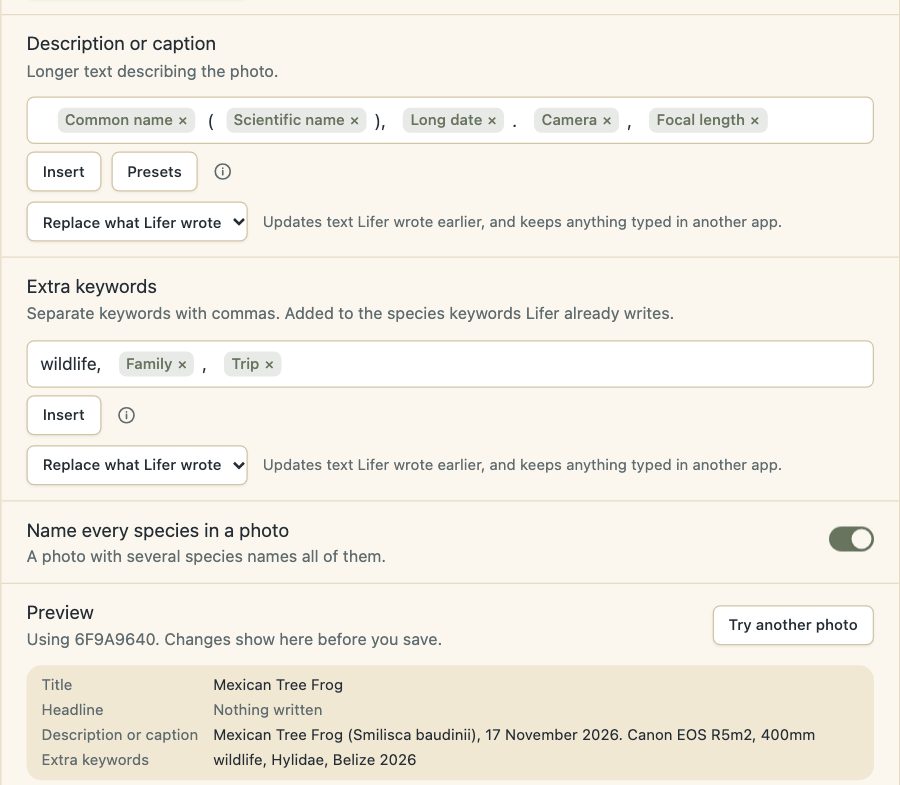 Description or caption
Longer text describing the photo.
Common name × ( Scientific name × ), Long date × . Camera × , Focal length ×
Insert Presets
Replace what Lifer wrote Updates text Lifer wrote earlier, and keeps anything typed in another app.
Extra keywords
Separate keywords with commas. Added to the species keywords Lifer already writes.
wildlife, Family × , Trip ×
Insert
Replace what Lifer wrote Updates text Lifer wrote earlier, and keeps anything typed in another app.
Name every species in a photo
A photo with several species names all of them.
Preview
Using 6F9A9640. Changes show here before you save.
Try another photo
Title Mexican Tree Frog
Headline Nothing written
Description or caption Mexican Tree Frog (Smilisca baudinii), 17 November 2026. Canon EOS R5m2, 400mm
Extra keywords wildlife, Hylidae, Belize 2026